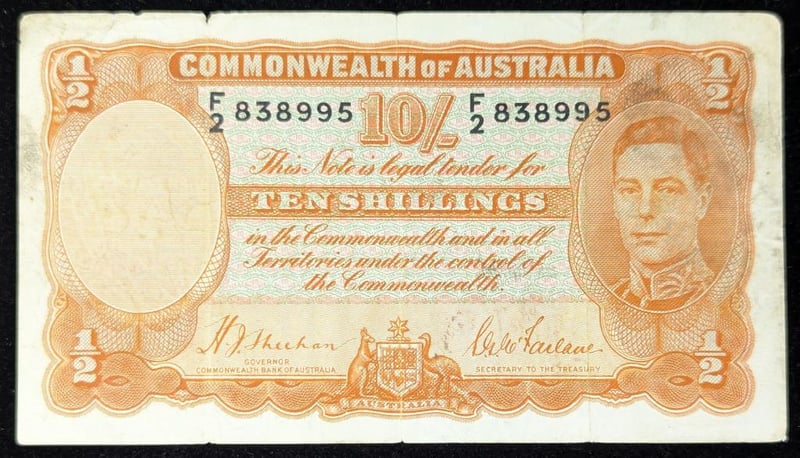 COMMONWEALTH OF AUSTRALIA
1/2
1/2
F/2 838995
10/-
F/2 838995
This Note is legal tender for
TEN SHILLINGS
in the Commonwealth and in all
Territories under the control of
the Commonwealth.
H. J. Sheehan
GOVERNOR
COMMONWEALTH BANK OF AUSTRALIA
S. G. McFarlane
SECRETARY TO THE TREASURY
1/2
1/2
AUSTRALIA